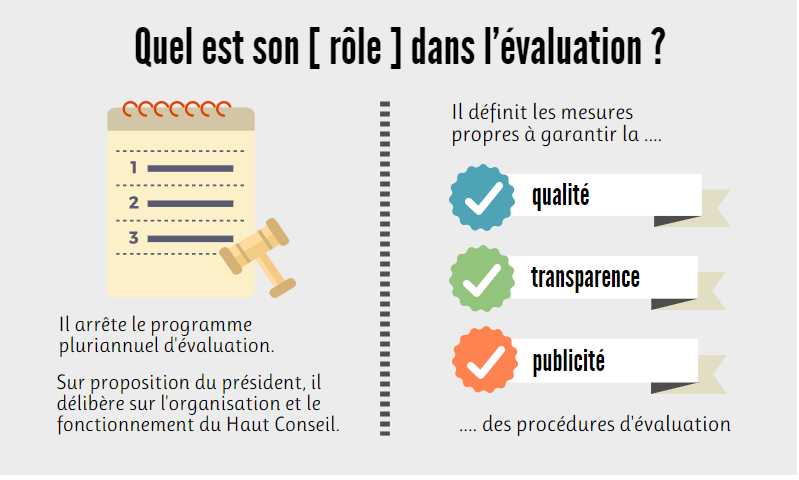 Quel est son [ rôle ] dans l'évaluation ?
1
2
3
Il arrête le programme
pluriannuel d'évaluation.
Sur proposition du président, il
délibère sur l'organisation et le
fonctionnement du Haut Conseil.
Il définit les mesures
propres à garantir la ....
qualité
transparence
publicité
.... des procédures d'évaluation